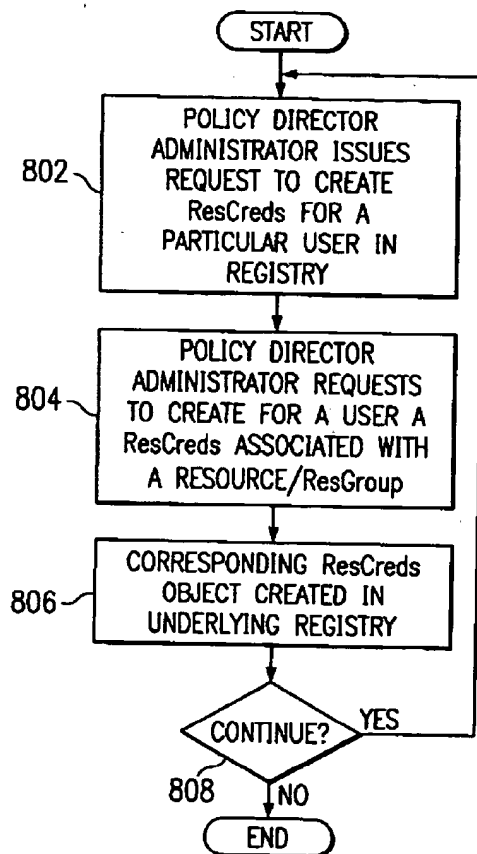 START
802
POLICY DIRECTOR
ADMINISTRATOR ISSUES
REQUEST TO CREATE
ResCreds FOR A
PARTICULAR USER IN
REGISTRY
804
POLICY DIRECTOR
ADMINISTRATOR REQUESTS
TO CREATE FOR A USER A
ResCreds ASSOCIATED WITH
A RESOURCE/ResGroup
806
CORRESPONDING ResCreds
OBJECT CREATED IN
UNDERLYING REGISTRY
CONTINUE?
YES
808
NO
END